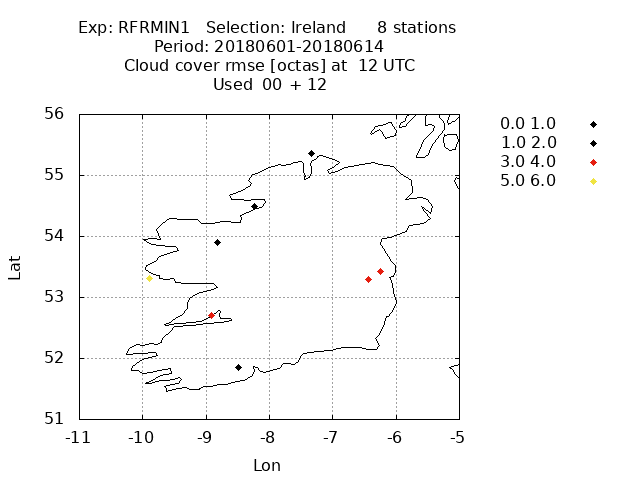 Exp: RFRMIN1 Selection: Ireland 8 stations
Period: 20180601-20180614
Cloud cover rmse [octas] at 12 UTC
Used 00 + 12
56
55
54
53
52
51
-11 -10 -9 -8 -7 -6 -5
Lat
Lon
0.0 1.0
1.0 2.0
3.0 4.0
5.0 6.0